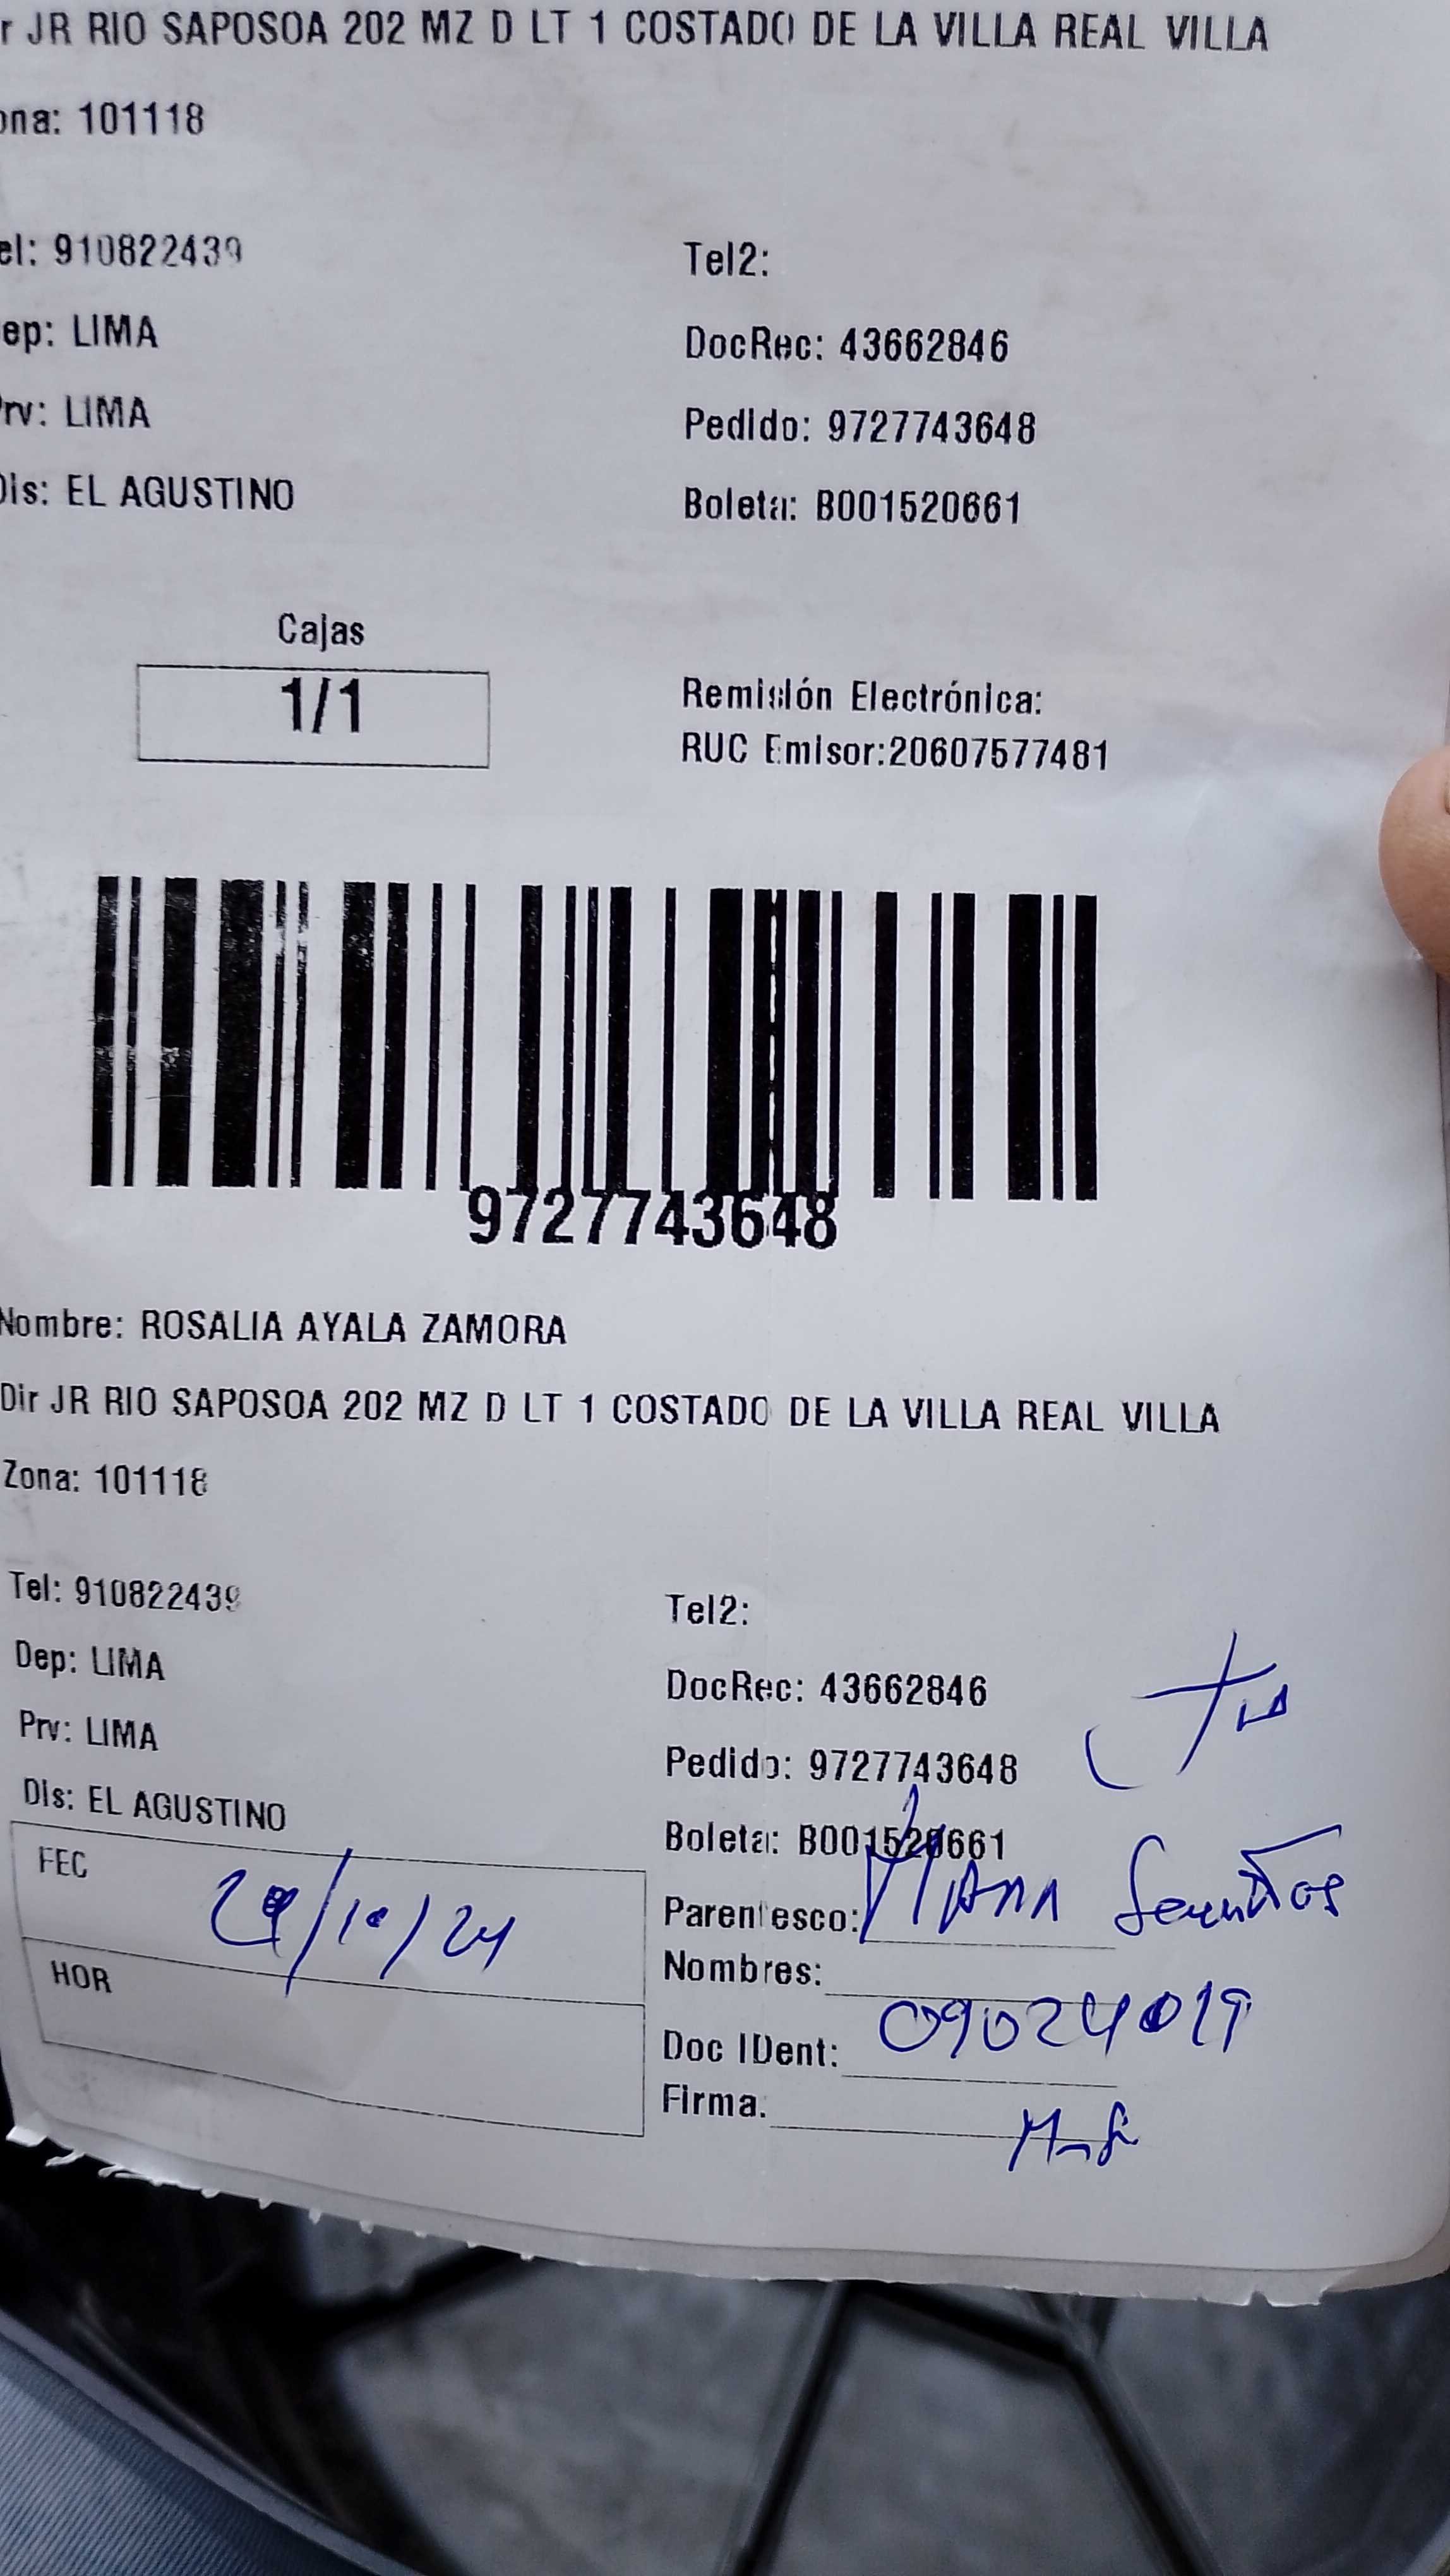 r JR RIO SAPOSOA 202 MZ D LT 1 COSTADO DE LA VILLA REAL VILLA
ona: 101118
el: 910822439 Tel2:
ep: LIMA DocRec: 43662846
rv: LIMA Pedido: 9727743648
Dis: EL AGUSTINO Boleta: B001520661
Cajas
1/1
Remisión Electrónica:
RUC Emisor:20607577481
9727743648
Nombre: ROSALIA AYALA ZAMORA
Dir JR RIO SAPOSOA 202 MZ D LT 1 COSTADO DE LA VILLA REAL VILLA
Zona: 101118
Tel: 910822439 Tel2:
Dep: LIMA DocRec: 43662846
Prv: LIMA Pedido: 9727743648
Dis: EL AGUSTINO Boleta: B001520661
FEC 29/10/24 Parentesco:
HOR Nombres:
Doc IDent: 09024019
Firma: